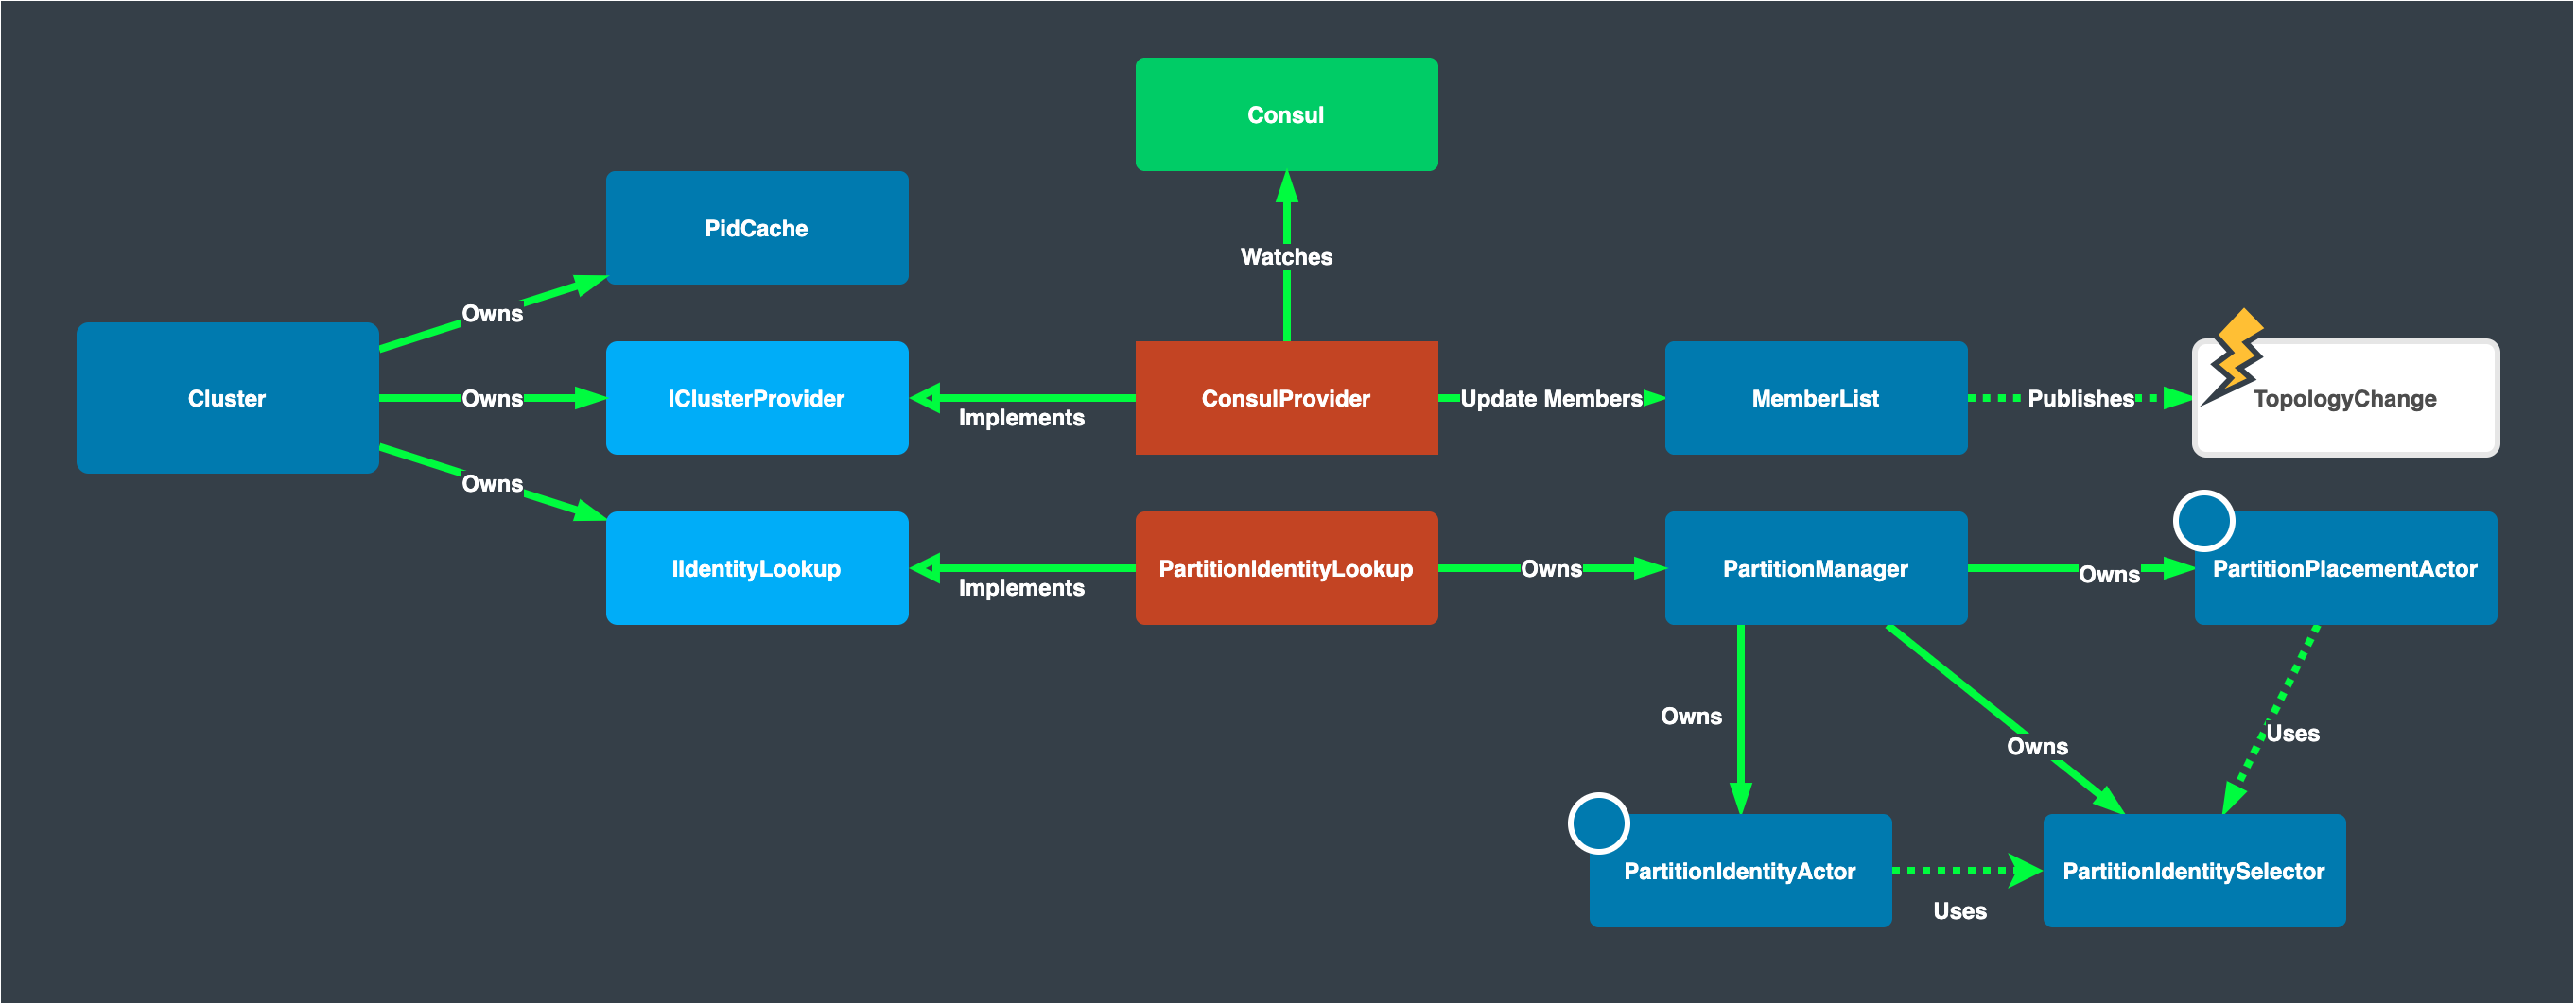 Consul
PidCache
Watches
Owns
Cluster
Owns
IClusterProvider
Implements
ConsulProvider
Update Members
MemberList
Publishes
TopologyChange
Owns
IIdentityLookup
Implements
PartitionIdentityLookup
Owns
PartitionManager
Owns
PartitionPlacementActor
Owns
Owns
Uses
PartitionIdentityActor
Uses
PartitionIdentitySelector